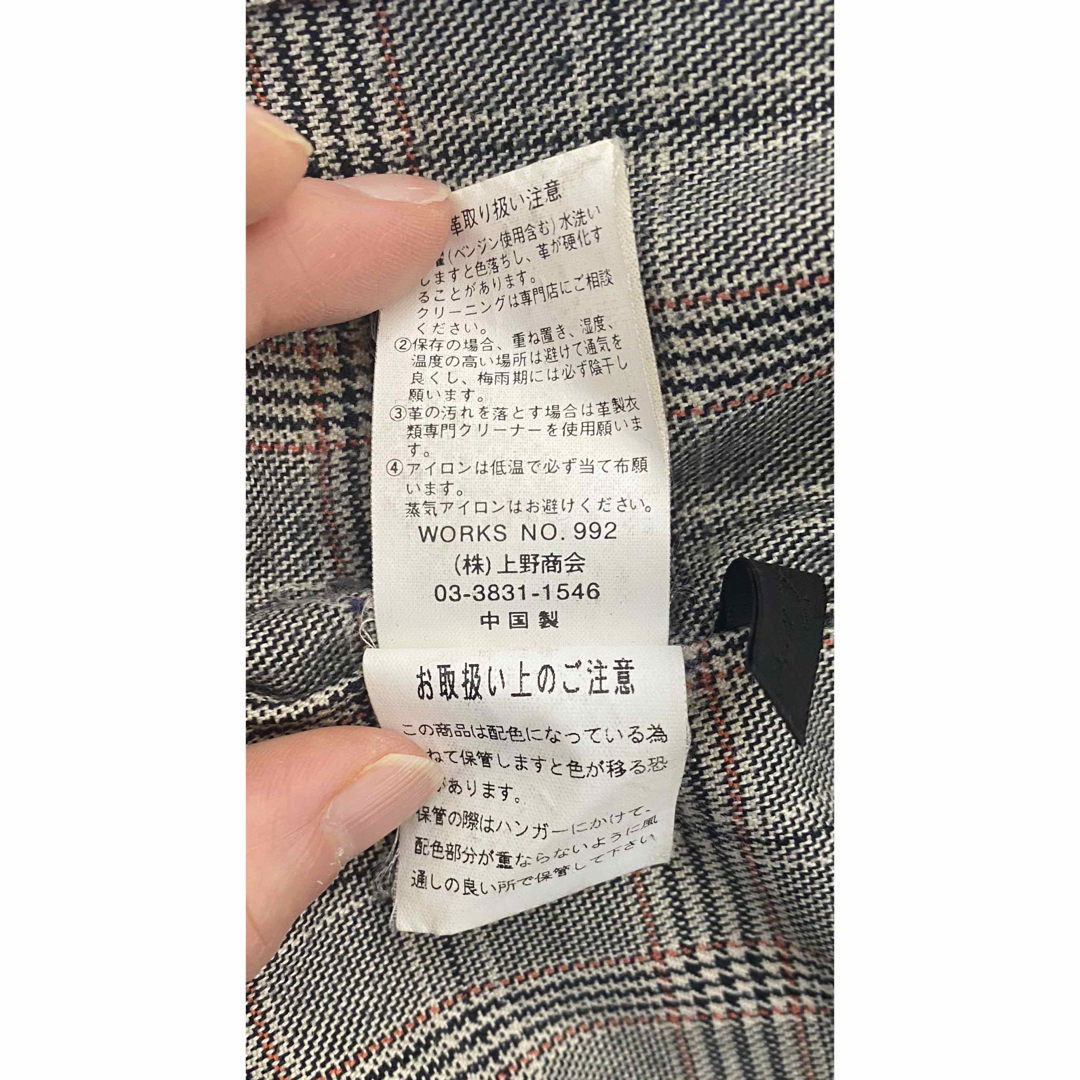 革取り扱い注意
(ベンジン使用含む)水洗い
しますと色落ちし、革が硬化す
ることがあります。
クリーニングは専門店にご相談
ください。
②保存の場合、重ね置き、湿度、
温度の高い場所は避けて通気を
良くし、梅雨期には必ず陰干し
願います。
③革の汚れを落とす場合は革製衣
類専門クリーナーを使用願いま
す。
④アイロンは低温で必ず当て布願
います。
蒸気アイロンはお避けください。
WORKS NO. 992
(株)上野商会
03-3831-1546
中国製
お取扱い上のご注意
この商品は配色になっている為
ねて保管しますと色が移る恐
があります。
保管の際はハンガーにかけて、
配色部分が重ならないように風
通しの良い所で保管して下さい